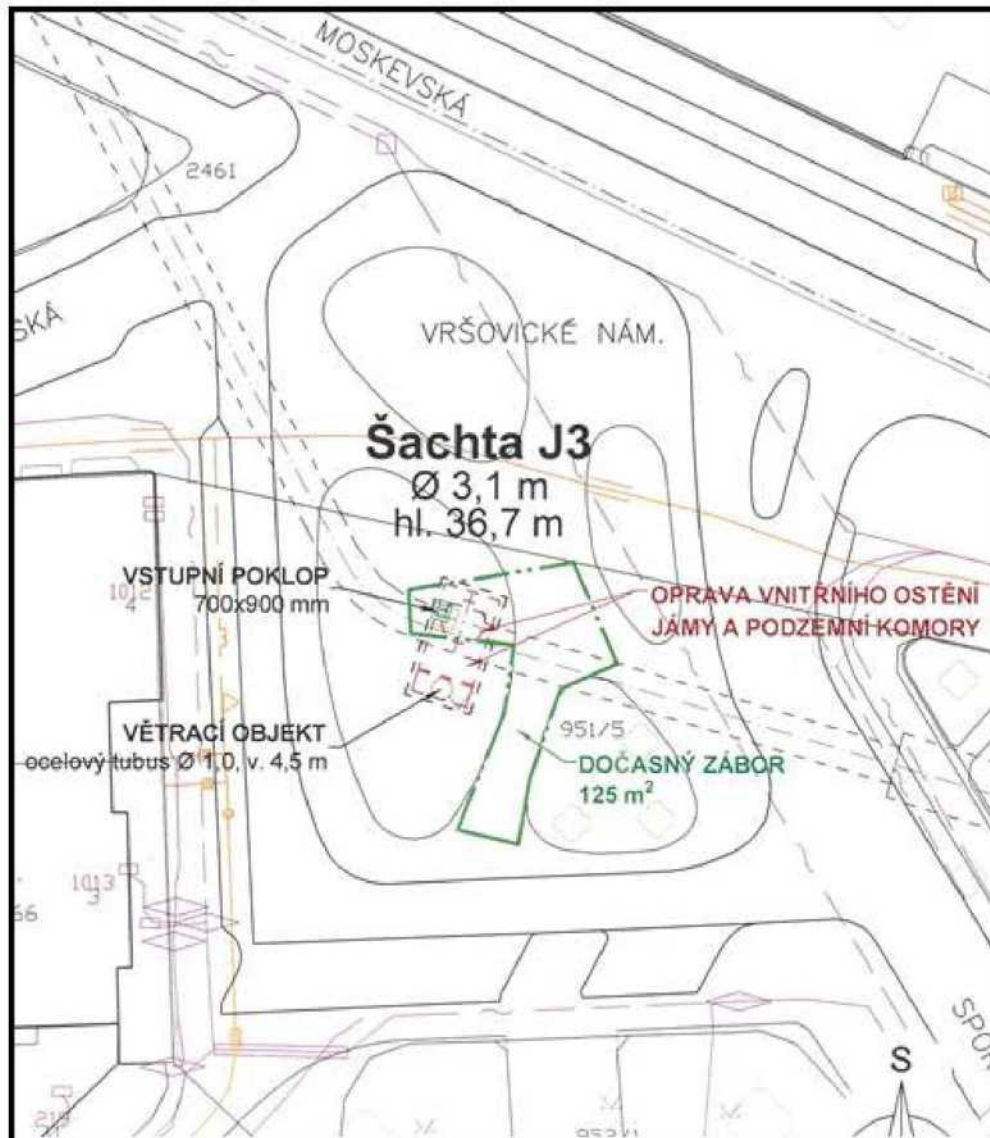 MOSKEVSKÁ
2461
SKÁ
VRŠOVICKÉ NÁM.
Šachta J3
Ø 3,1 m
hl. 36,7 m
VSTUPNÍ POKLOP
700x900 mm
1012
4
OPRAVA VNITŘNÍHO OSTĚNÍ
JÁMY A PODZEMNÍ KOMORY
VĚTRACÍ OBJEKT
ocelový tubus Ø 1,0, v. 4,5 m
951/5
DOČASNÝ ZÁBOR
125 m²
1013
3
66
SPOR
S
952/1